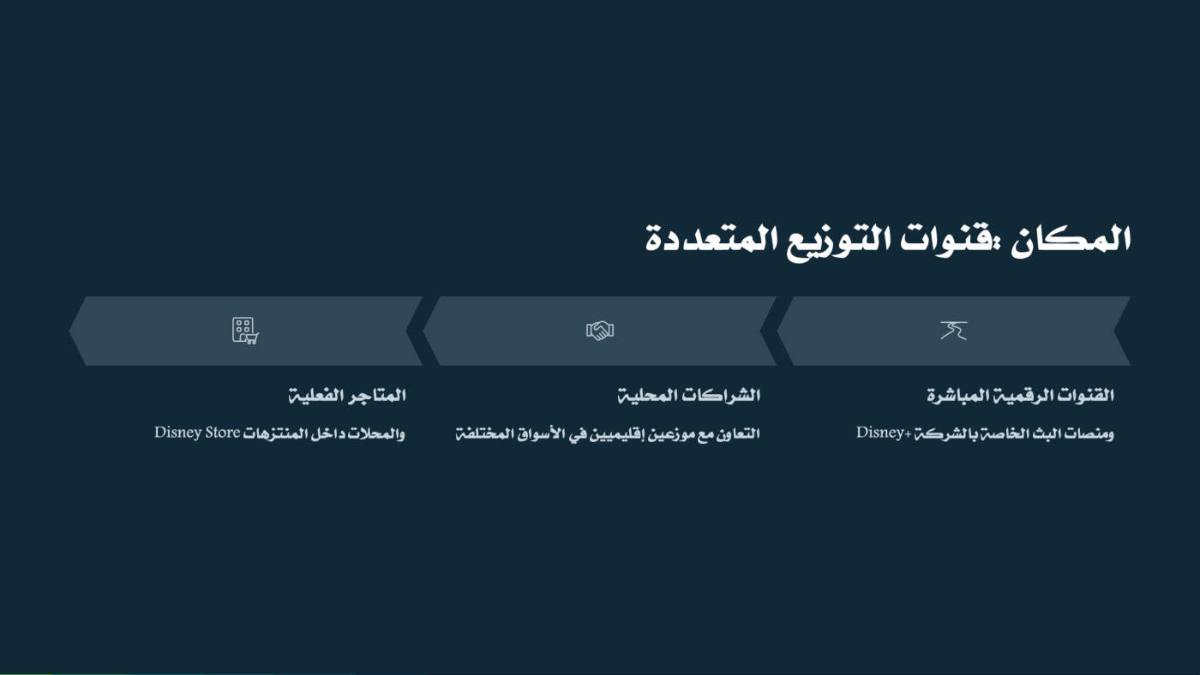 المكان :قنوات التوزيع المتعددة
القنوات الرقمية المباشرة
ومنصات البث الخاصة بالشركة Disney+
الشراكات المحلية
التعاون مع موزعين إقليميين في الأسواق المختلفة
المتاجر الفعلية
والمحلات داخل المنتزهات Disney Store